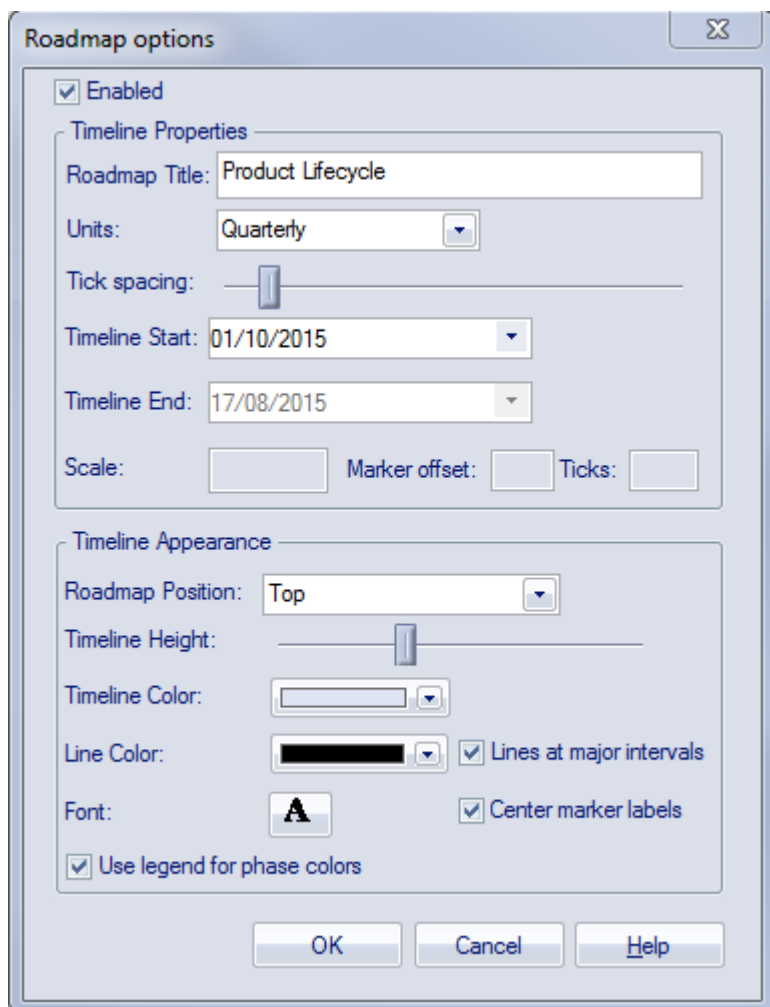 Roadmap options
Enabled
Timeline Properties
Roadmap Title: Product Lifecycle
Units: Quarterly
Tick spacing:
Timeline Start: 01/10/2015
Timeline End: 17/08/2015
Scale: Marker offset: Ticks:
Timeline Appearance
Roadmap Position: Top
Timeline Height:
Timeline Color:
Line Color: Lines at major intervals
Font: A Center marker labels
Use legend for phase colors
OK Cancel Help